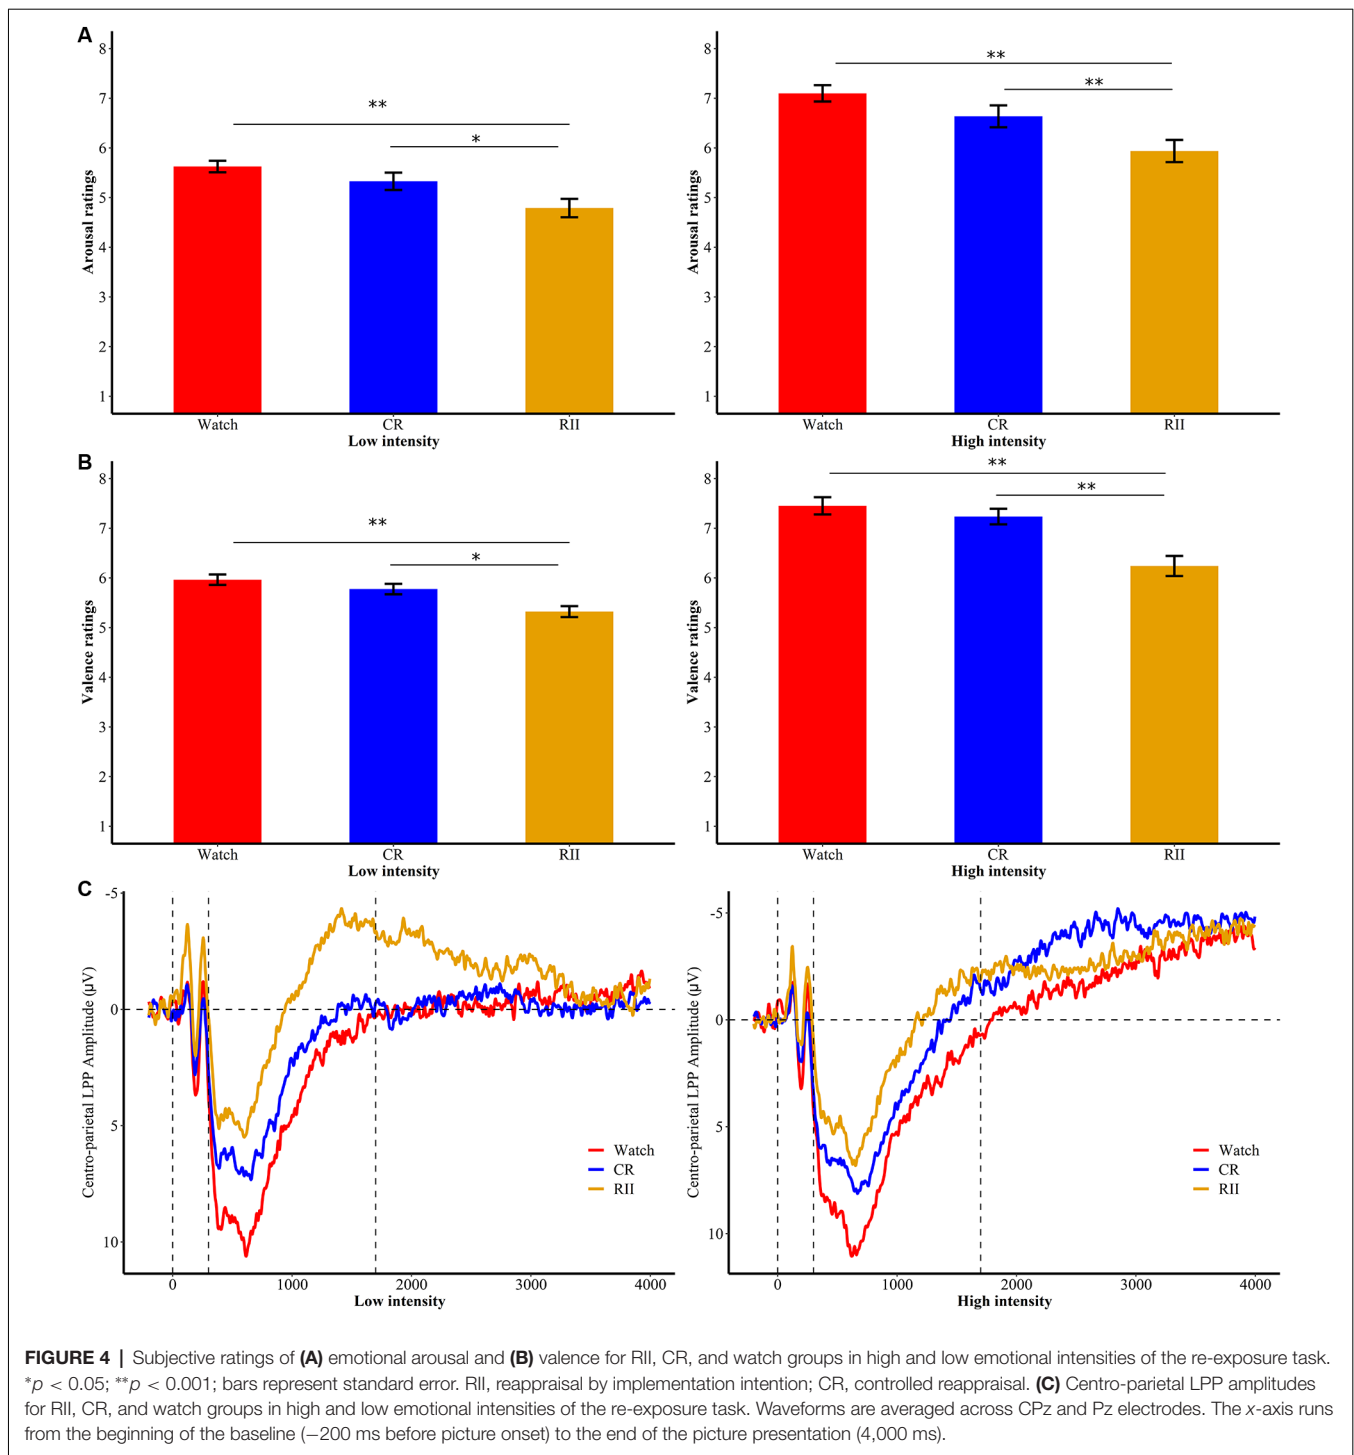 A
8
7
6
5
4
3
2
1
Arousal ratings
**
*
Watch
CR
RII
Low intensity
8
7
6
5
4
3
2
1
Arousal ratings
**
**
Watch
CR
RII
High intensity
B
8
7
6
5
4
3
2
1
Valence ratings
**
*
Watch
CR
RII
Low intensity
8
7
6
5
4
3
2
1
Valence ratings
**
**
Watch
CR
RII
High intensity
C
-5
0
5
10
Centro-parietal LPP Amplitude (μV)
Watch
CR
RII
0
1000
2000
3000
4000
Low intensity
-5
0
5
10
Centro-parietal LPP Amplitude (μV)
Watch
CR
RII
0
1000
2000
3000
4000
High intensity
FIGURE 4 | Subjective ratings of (A) emotional arousal and (B) valence for RII, CR, and watch groups in high and low emotional intensities of the re-exposure task.
*p < 0.05; **p < 0.001; bars represent standard error. RII, reappraisal by implementation intention; CR, controlled reappraisal. (C) Centro-parietal LPP amplitudes
for RII, CR, and watch groups in high and low emotional intensities of the re-exposure task. Waveforms are averaged across CPz and Pz electrodes. The x-axis runs
from the beginning of the baseline (−200 ms before picture onset) to the end of the picture presentation (4,000 ms).